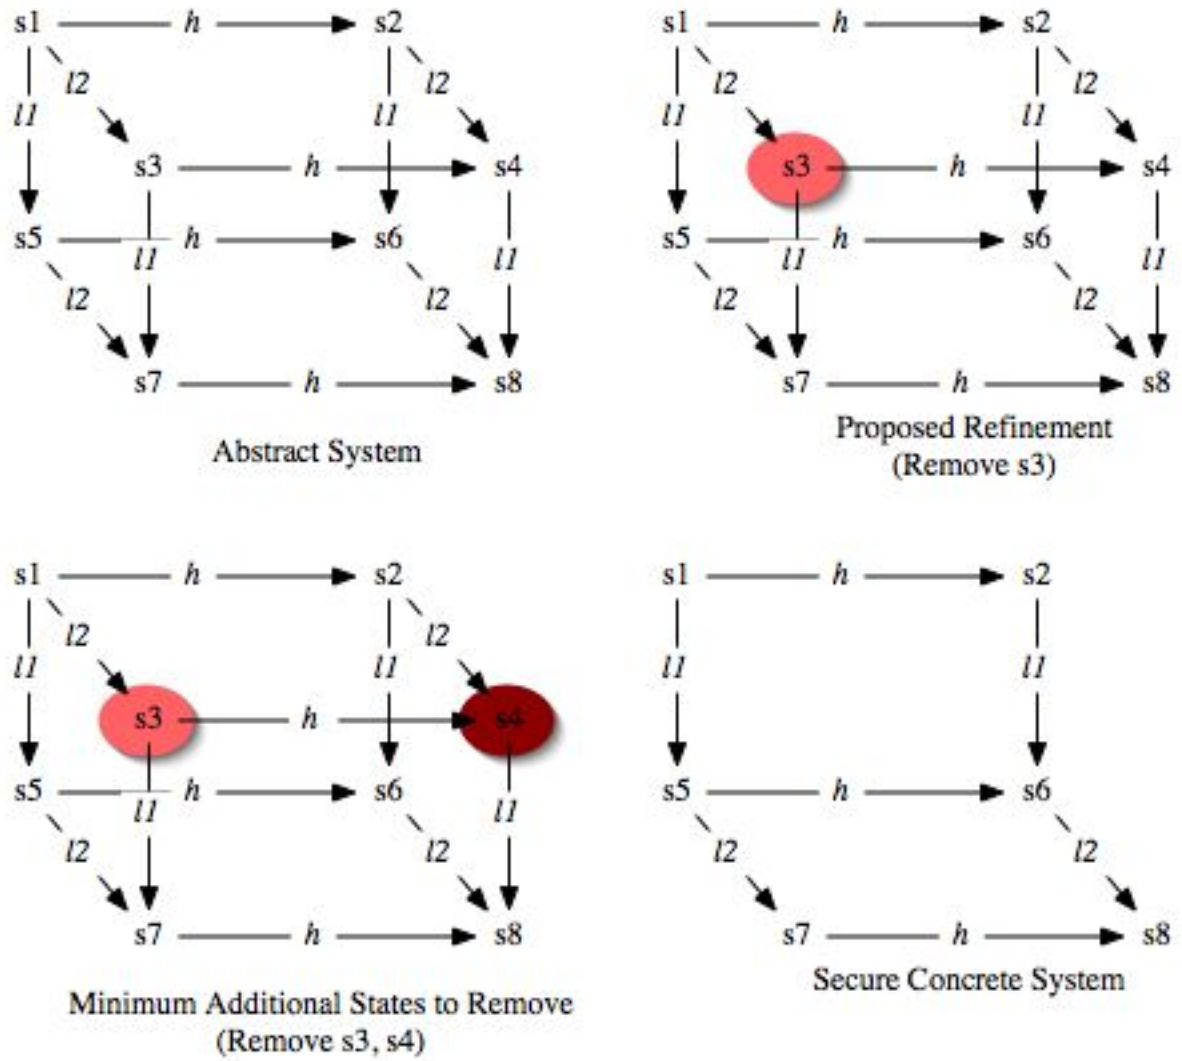 s1 h s2
l2 l2
l1 l1
s3 h s4
s5 h s6
l1 l1
l2 l2
s7 h s8
Abstract System
s1 h s2
l2 l2
l1 l1
s3 h s4
s5 h s6
l1 l1
l2 l2
s7 h s8
Proposed Refinement
(Remove s3)
s1 h s2
l2 l2
l1 l1
s3 h s4
s5 h s6
l1 l1
l2 l2
s7 h s8
Minimum Additional States to Remove
(Remove s3, s4)
s1 h s2
l1 l1
s5 h s6
l2 l2
s7 h s8
Secure Concrete System